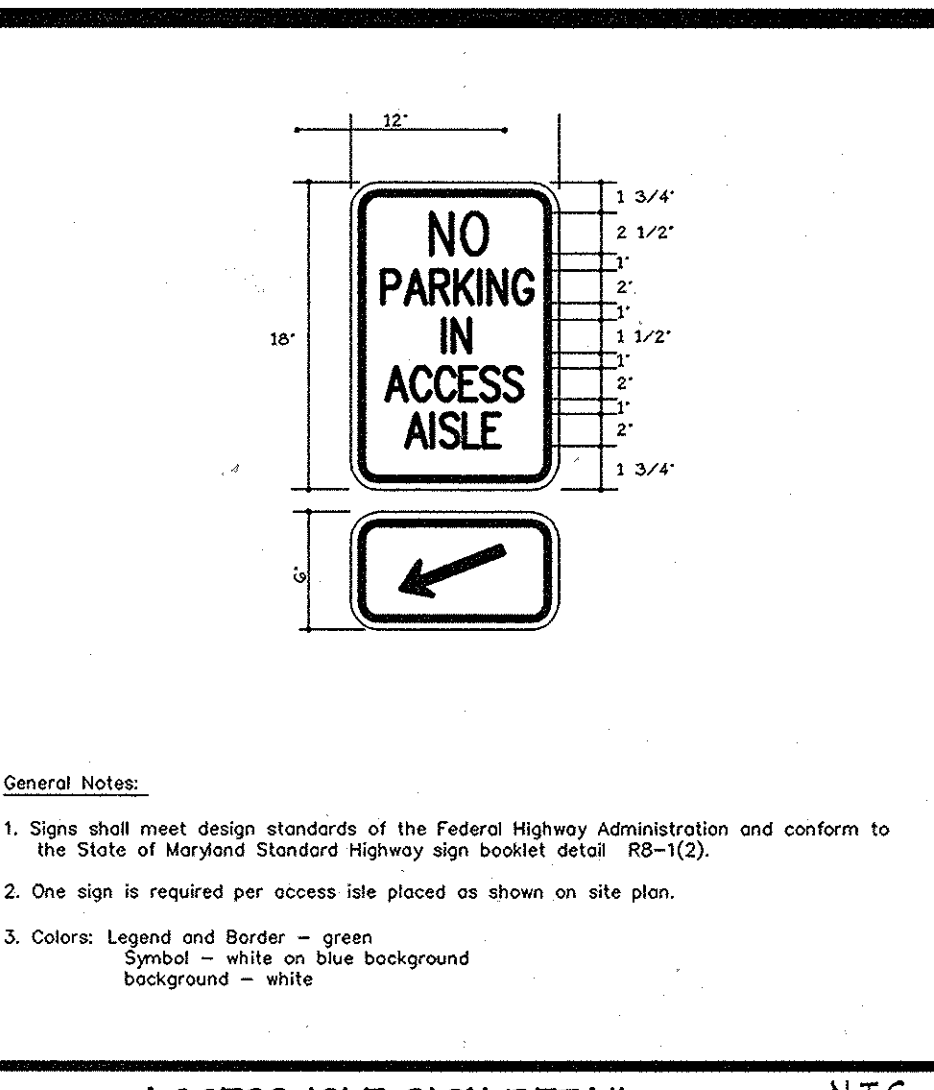 12"
NO
PARKING
IN
ACCESS
AISLE
18"
1 3/4"
2 1/2"
1"
2"
1"
1 1/2"
1"
2"
1"
2"
1 3/4"
6"
General Notes:
1. Signs shall meet design standards of the Federal Highway Administration and conform to
the State of Maryland Standard Highway sign booklet detail R8-1(2).
2. One sign is required per access isle placed as shown on site plan.
3. Colors: Legend and Border – green
Symbol – white on blue background
background – white